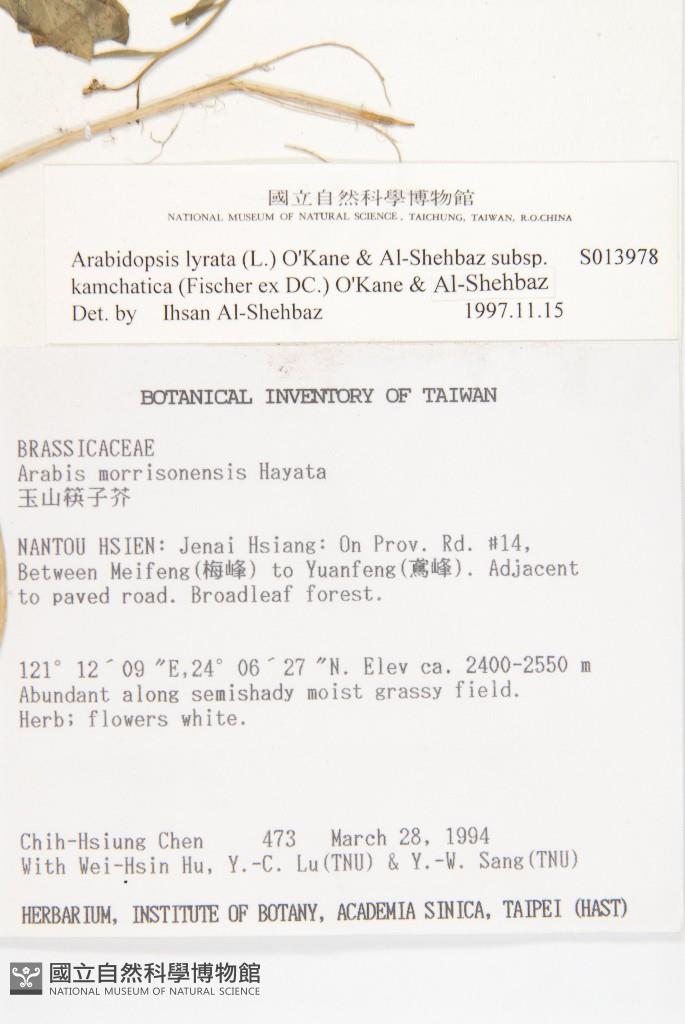 國立自然科學博物館
NATIONAL MUSEUM OF NATURAL SCIENCE, TAICHUNG, TAIWAN, R.O.CHINA
Arabidopsis lyrata (L.) O'Kane & Al-Shehbaz subsp. S013978
kamchatica (Fischer ex DC.) O'Kane & Al-Shehbaz
Det. by Ihsan Al-Shehbaz 1997.11.15
BOTANICAL INVENTORY OF TAIWAN
BRASSICACEAE
Arabis morrisonensis Hayata
玉山筷子芥
NANTOU HSIEN: Jenai Hsiang: On Prov. Rd. #14,
Between Meifeng(梅峰) to Yuanfeng(鳶峰). Adjacent
to paved road. Broadleaf forest.
121° 12´09 ″E,24° 06´27 ″N. Elev ca. 2400-2550 m
Abundant along semishady moist grassy field.
Herb; flowers white.
Chih-Hsiung Chen 473 March 28, 1994
With Wei-Hsin Hu, Y.-C. Lu(TNU) & Y.-W. Sang(TNU)
HERBARIUM, INSTITUTE OF BOTANY, ACADEMIA SINICA, TAIPEI (HAST)
國立自然科學博物館
NATIONAL MUSEUM OF NATURAL SCIENCE